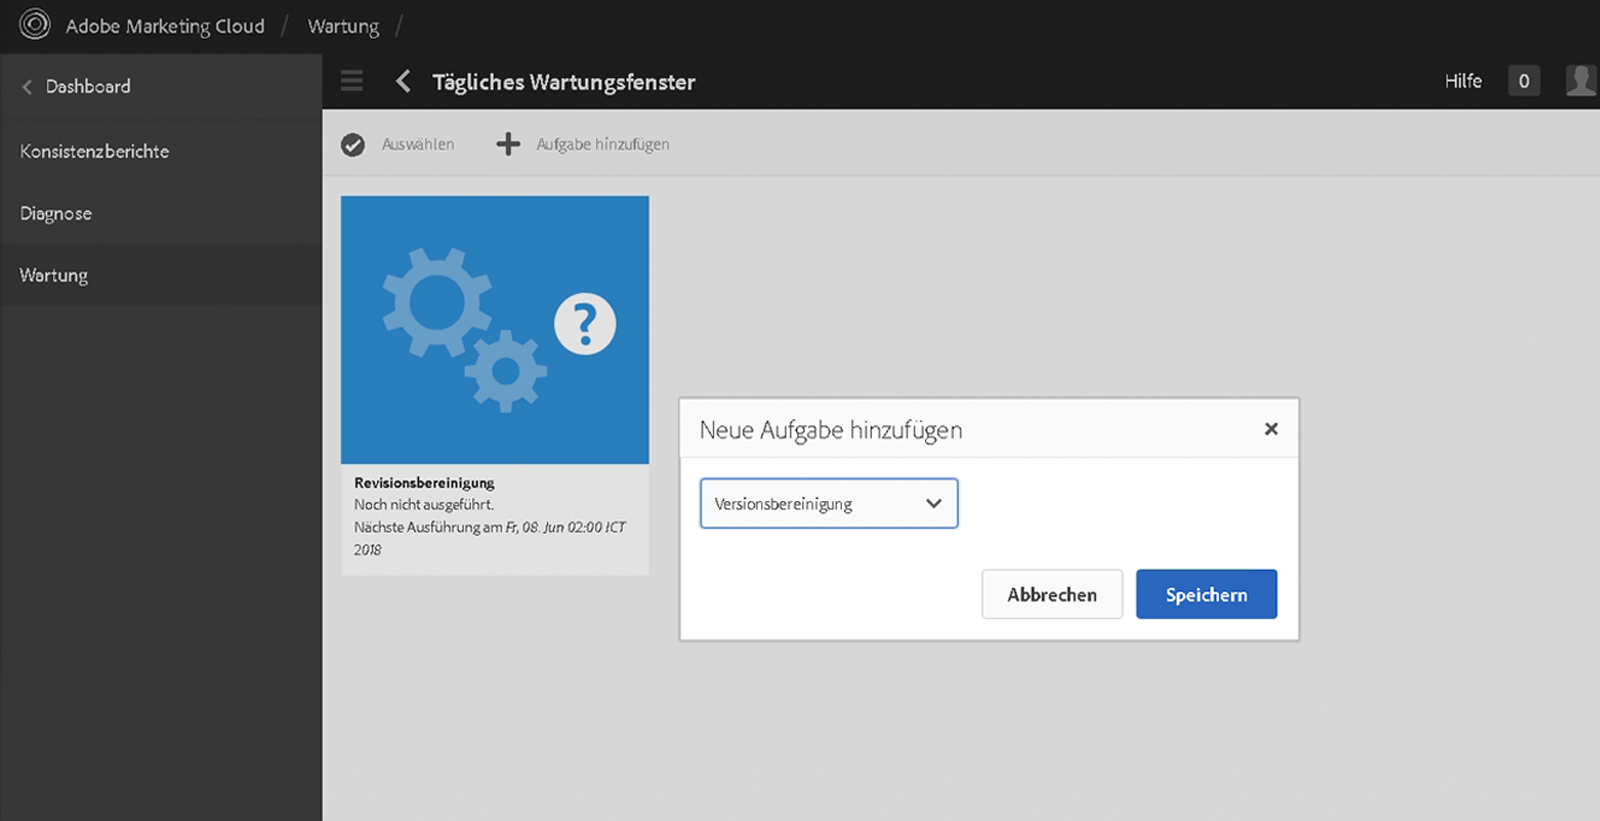 Adobe Marketing Cloud / Wartung /
Dashboard
Tägliches Wartungsfenster
Hilfe
0
Konsistenzberichte
Diagnose
Wartung
Auswählen
Aufgabe hinzufügen
?
Revisionsbereinigung
Noch nicht ausgeführt.
Nächste Ausführung am Fr, 08. Jun 02:00 ICT
2018
Neue Aufgabe hinzufügen
Versionsbereinigung
Abbrechen
Speichern